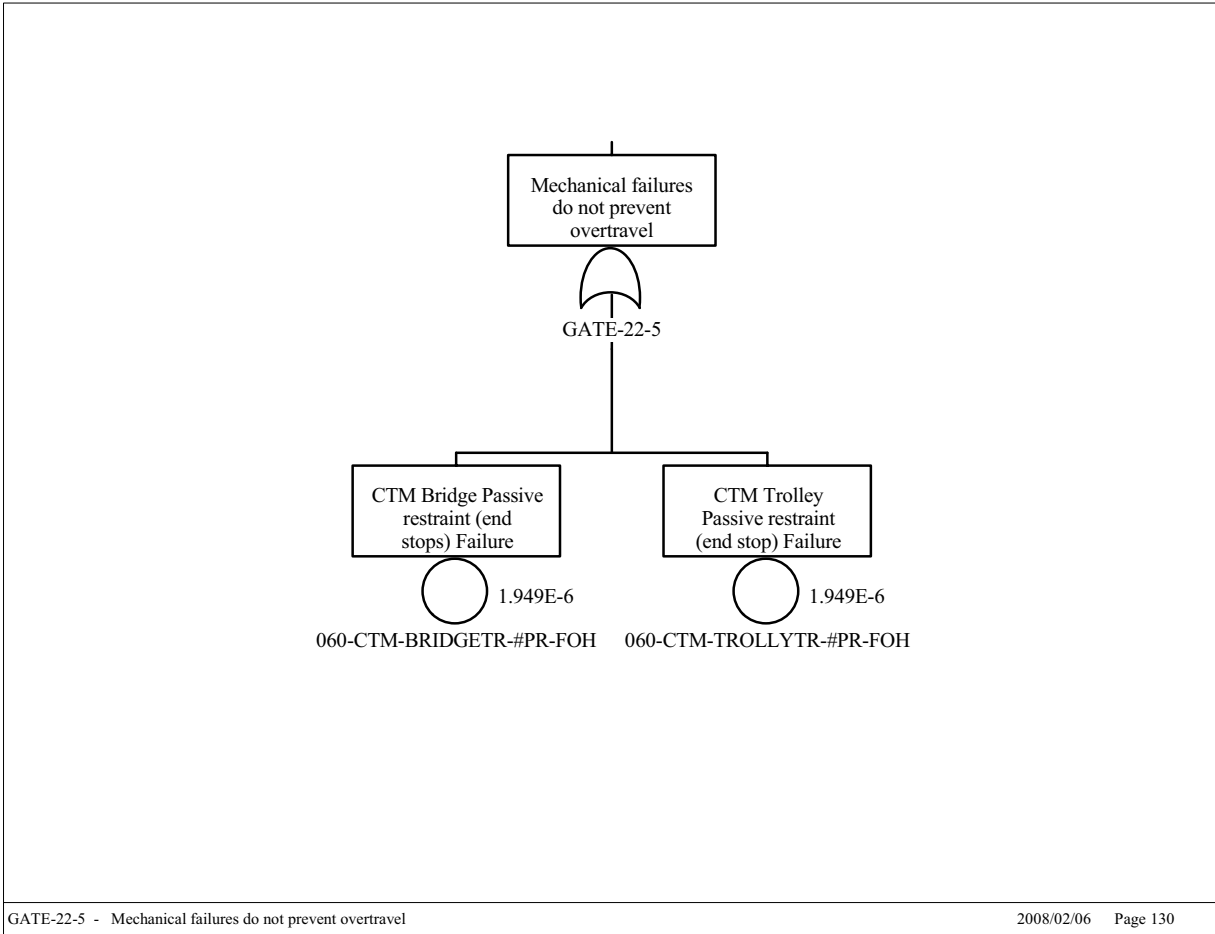 Mechanical failures
do not prevent
overtravel
GATE-22-5
CTM Bridge Passive
restraint (end
stops) Failure
CTM Trolley
Passive restraint
(end stop) Failure
1.949E-6
1.949E-6
060-CTM-BRIDGETR-#PR-FOH
060-CTM-TROLLYTR-#PR-FOH
GATE-22-5 - Mechanical failures do not prevent overtravel
2008/02/06 Page 130